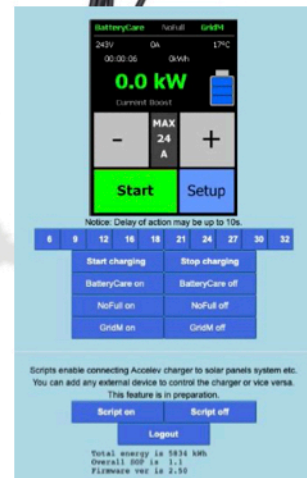 BatteryCare NoFull GridM
243V 0A 17°C
00:00:06 0kWh
0.0 kW
Current Boost
- MAX 24 A +
Start Setup
Notice: Delay of action may be up to 10s.
6 9 12 16 18 21 24 27 30 32
Start charging Stop charging
BatteryCare on BatteryCare off
NoFull on NoFull off
GridM on GridM off
Scripts enable connecting Accelev charger to solar panels system etc.
You can add any external device to control the charger or vice versa.
This feature is in preparation.
Script on Script off
Logout
Total energy is 5834 kWh
Overall SOP is 1.1
Firmware ver is 2.50